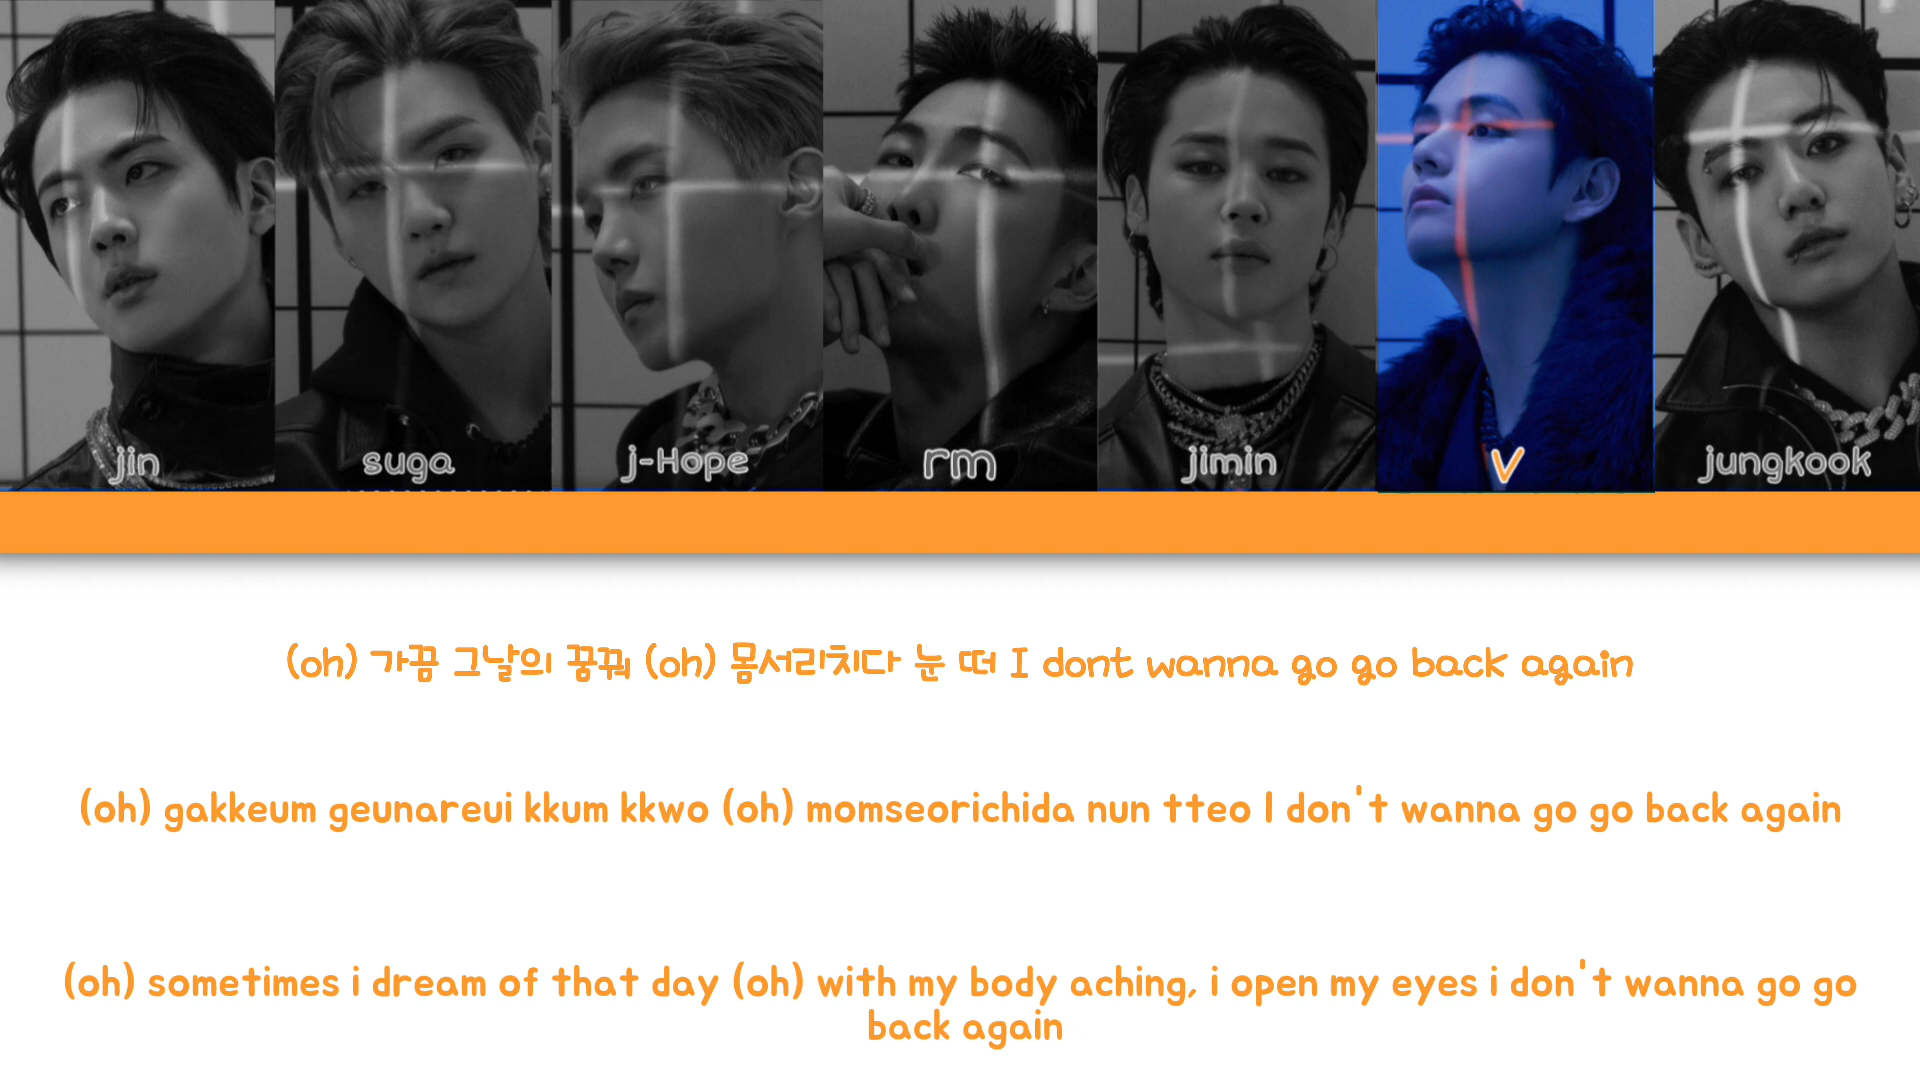 jin suga j-Hope rm jimin V jungkook
(oh) 가끔 그날의 꿈꿔 (oh) 몸서리치다 눈 떠 I dont wanna go go back again
(oh) gakkeum geunareui kkum kkwo (oh) momseorichida nun tteo I don't wanna go go back again
(oh) sometimes i dream of that day (oh) with my body aching, i open my eyes i don't wanna go go
back again